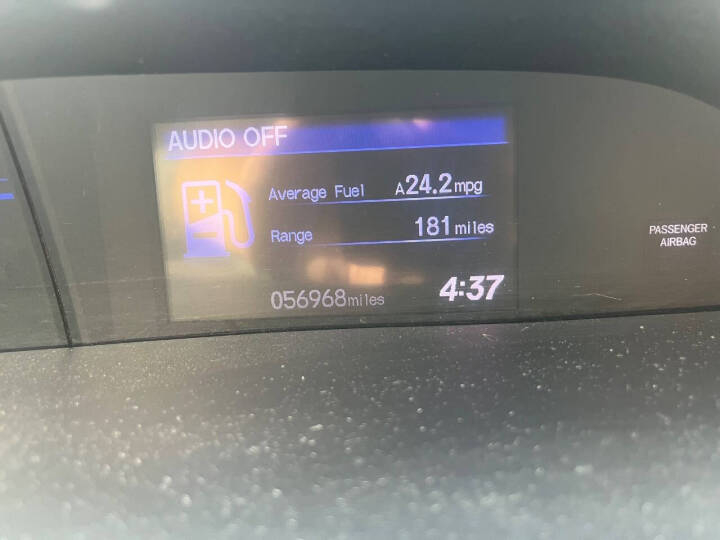 AUDIO OFF
Average Fuel A24.2mpg
Range 181miles
056968miles 4:37
PASSENGER
AIRBAG